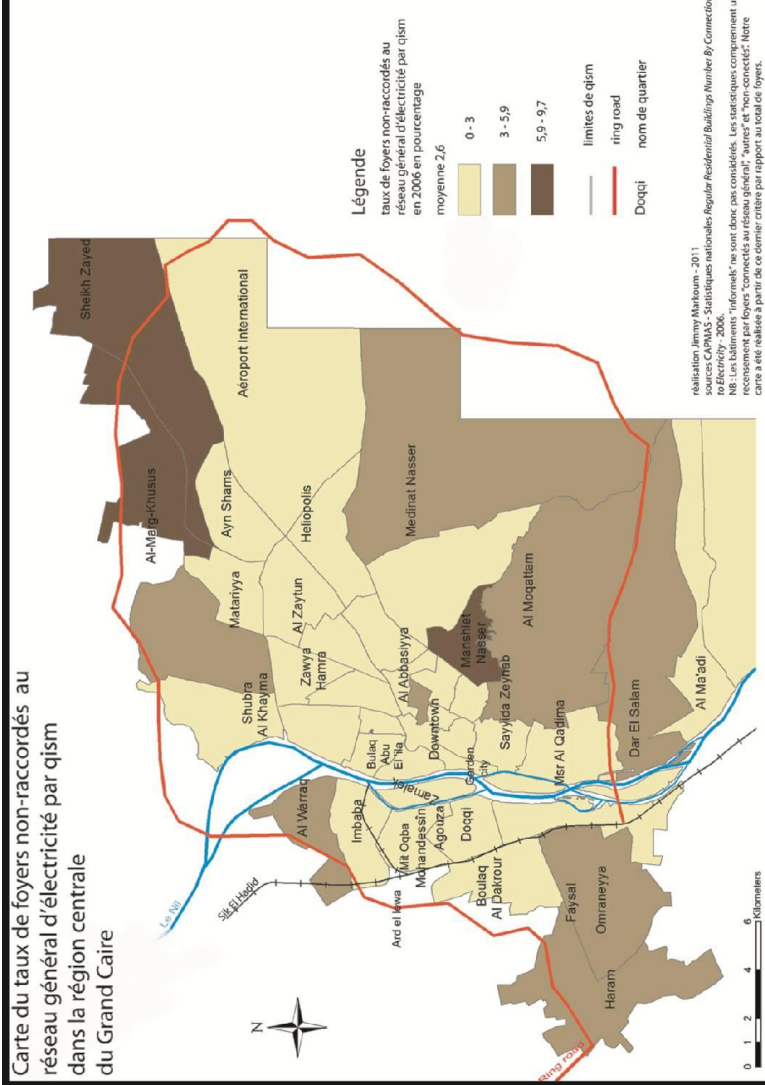 Carte du taux de foyers non-raccordés au
réseau général d'électricité par qism
dans la région centrale
du Grand Caire
N
Le Nil
Sik El Hadid
Ring road
Sheikh Zayed
Al-Marg-Khusus
Aéroport International
Ayn Shams
Matariyya
Heliopolis
Shubra
Al Khayma
Al Zaytun
Zawya
Hamra
Medinat Nasser
Al Abbasiyya
Manshiet
Nasser
Al Moqattam
Bulaq
Abu
El 'ila
Downtown
Zamalek
Garden
city
Sayyida Zeynab
Msr Al Qadima
Dar El Salam
Al Ma'adi
Al Warraq
Imbaba
Mit Oqba
Mohandessin
Agouza
Doqqi
Ard el lewa
Boulaq
Al Dakrour
Faysal
Omraneyya
Haram
0 1 2 4 6
Kilometers
Légende
taux de foyers non-raccordés au
réseau général d'électricité par qism
en 2006 en pourcentage
moyenne 2,6
0 - 3
3 - 5,9
5,9 - 9,7
limites de qism
ring road
Doqqi nom de quartier
réalisation Jimmy Markoum - 2011
sources CAPMAS - Statistiques nationales Regular Residential Buildings Number By Connection
to Electricity - 2006.
NB : Les bâtiments "informels" ne sont donc pas considérés. Les statistiques comprennent u
recensement par foyers "connectés au réseau général", "autres" et "non-conectés". Notre
carte a été réalisée à partir de ce dernier critère par rapport au total de foyers.